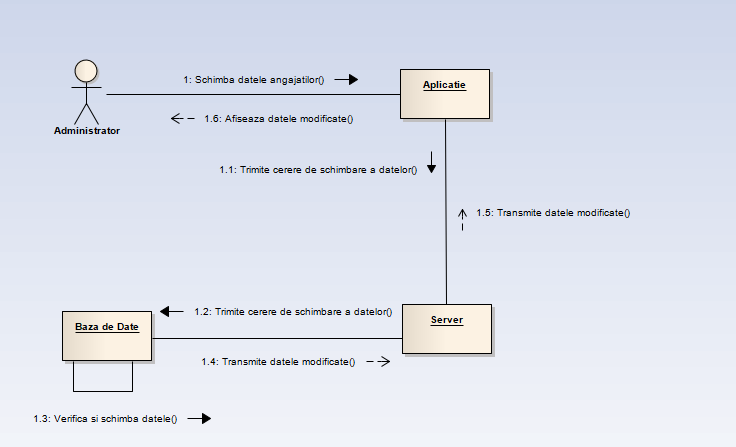 1: Schimba datele angajatilor()
Aplicatie
1.6: Afiseaza datele modificate()
Administrator
1.1: Trimite cerere de schimbare a datelor()
1.5: Transmite datele modificate()
1.2: Trimite cerere de schimbare a datelor()
Server
Baza de Date
1.4: Transmite datele modificate()
1.3: Verifica si schimba datele()